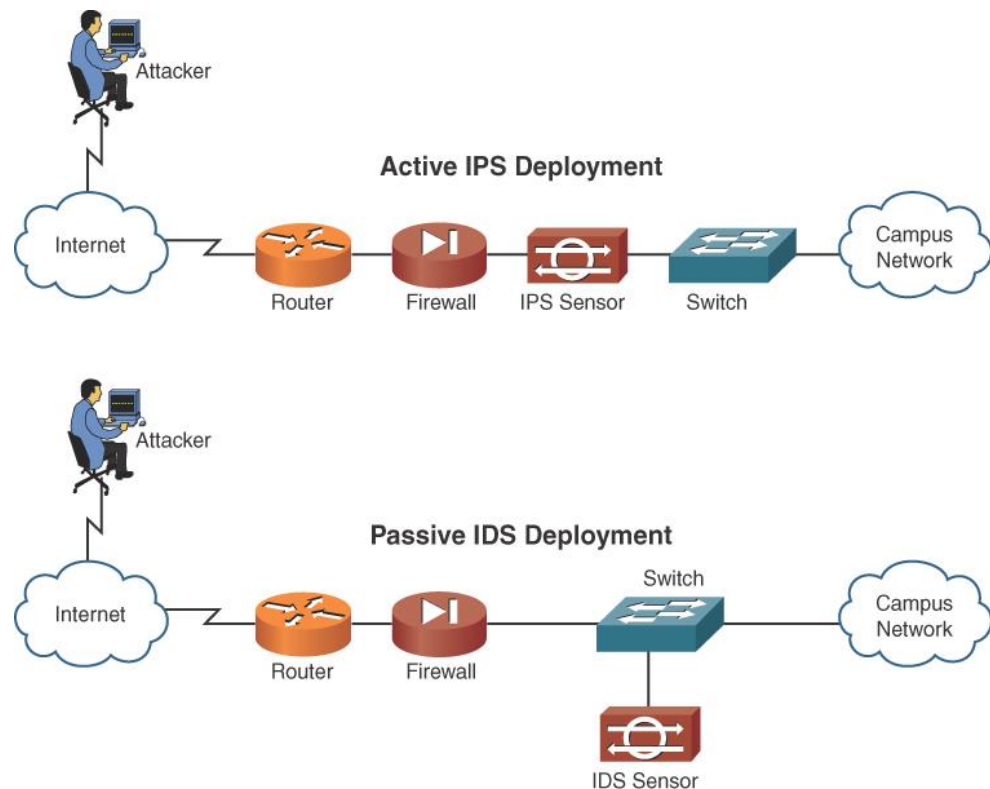 Attacker
Active IPS Deployment
Internet
Router
Firewall
IPS Sensor
Switch
Campus
Network
Attacker
Passive IDS Deployment
Internet
Router
Firewall
Switch
Campus
Network
IDS Sensor